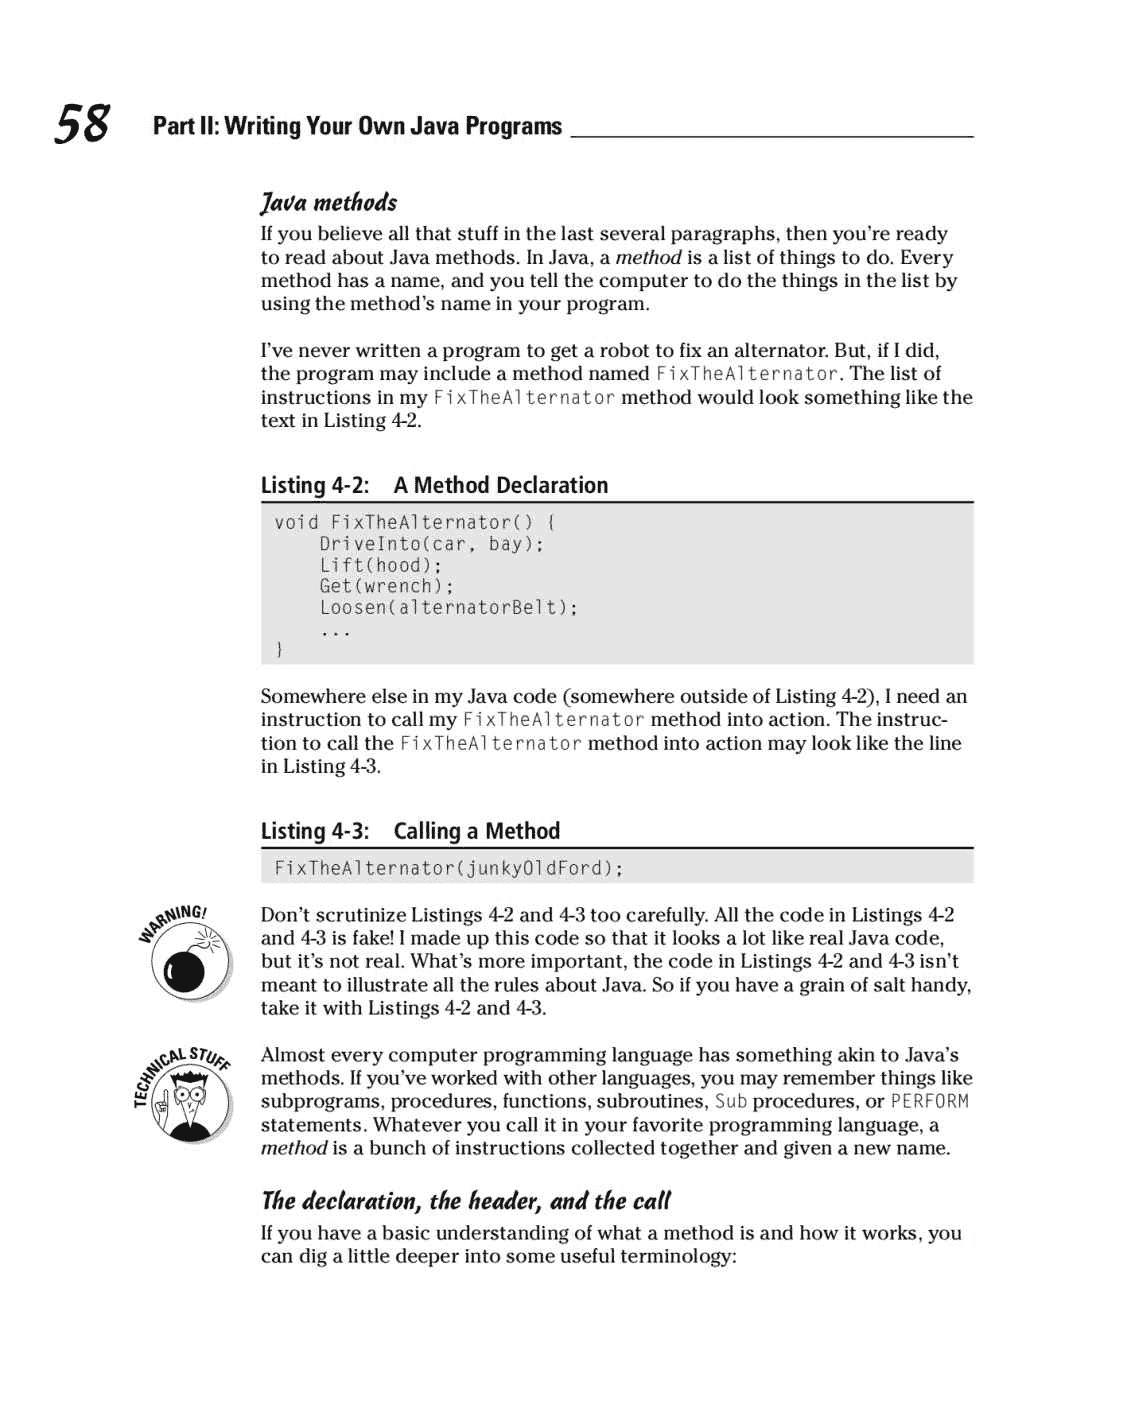 58 Part II: Writing Your Own Java Programs
Java methods
If you believe all that stuff in the last several paragraphs, then you're ready
to read about Java methods. In Java, a method is a list of things to do. Every
method has a name, and you tell the computer to do the things in the list by
using the method's name in your program.
I've never written a program to get a robot to fix an alternator. But, if I did,
the program may include a method named FixTheAlternator. The list of
instructions in my FixTheAlternator method would look something like the
text in Listing 4-2.
Listing 4-2: A Method Declaration
void FixTheAlternator() {
    DriveInto(car, bay);
    Lift(hood);
    Get(wrench);
    Loosen(alternatorBelt);
    ...
}
Somewhere else in my Java code (somewhere outside of Listing 4-2), I need an
instruction to call my FixTheAlternator method into action. The instruc-
tion to call the FixTheAlternator method into action may look like the line
in Listing 4-3.
Listing 4-3: Calling a Method
FixTheAlternator(junkyOldFord);
WARNING!
Don't scrutinize Listings 4-2 and 4-3 too carefully. All the code in Listings 4-2
and 4-3 is fake! I made up this code so that it looks a lot like real Java code,
but it's not real. What's more important, the code in Listings 4-2 and 4-3 isn't
meant to illustrate all the rules about Java. So if you have a grain of salt handy,
take it with Listings 4-2 and 4-3.
TECHNICAL STUFF
Almost every computer programming language has something akin to Java's
methods. If you've worked with other languages, you may remember things like
subprograms, procedures, functions, subroutines, Sub procedures, or PERFORM
statements. Whatever you call it in your favorite programming language, a
method is a bunch of instructions collected together and given a new name.
The declaration, the header, and the call
If you have a basic understanding of what a method is and how it works, you
can dig a little deeper into some useful terminology: